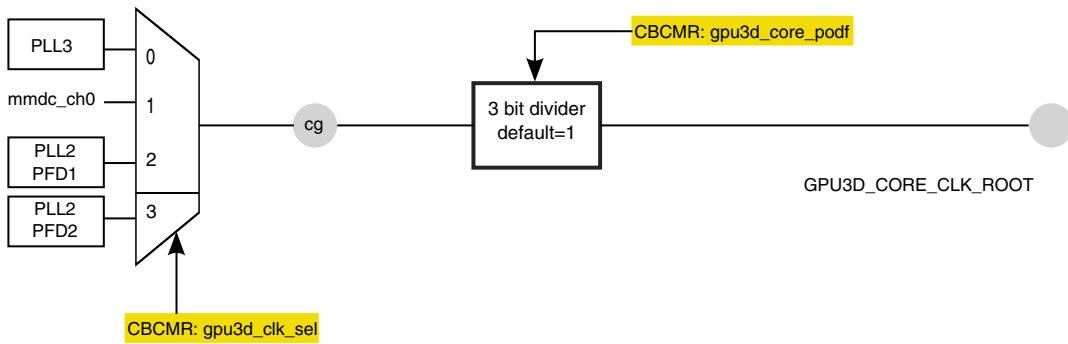 PLL3
0
CBCMR: gpu3d_core_podf
mmdc_ch0
1
cg
3 bit divider
default=1
PLL2
PFD1
2
GPU3D_CORE_CLK_ROOT
PLL2
PFD2
3
CBCMR: gpu3d_clk_sel